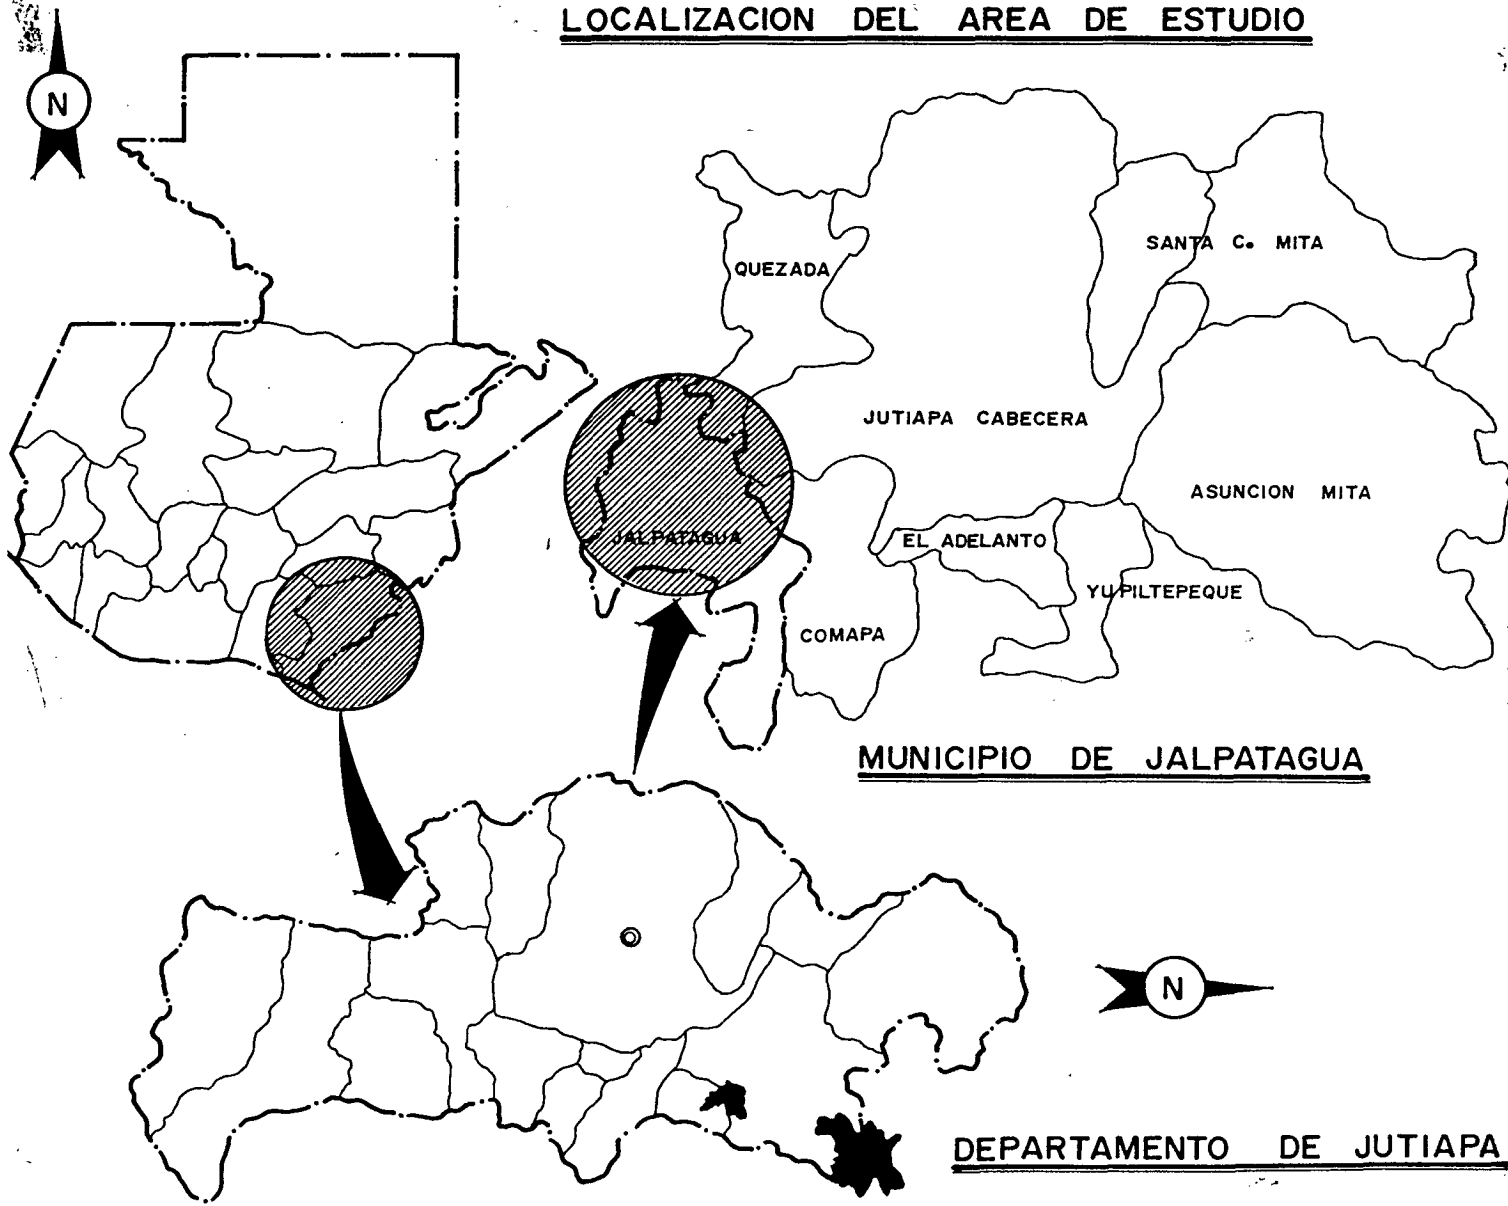 LOCALIZACION DEL AREA DE ESTUDIO
N
SANTA C. MITA
QUEZADA
JUTIAPA CABECERA
ASUNCION MITA
JALPATAGUA
EL ADELANTO
YUPILTEPEQUE
COMAPA
MUNICIPIO DE JALPATAGUA
N
DEPARTAMENTO DE JUTIAPA